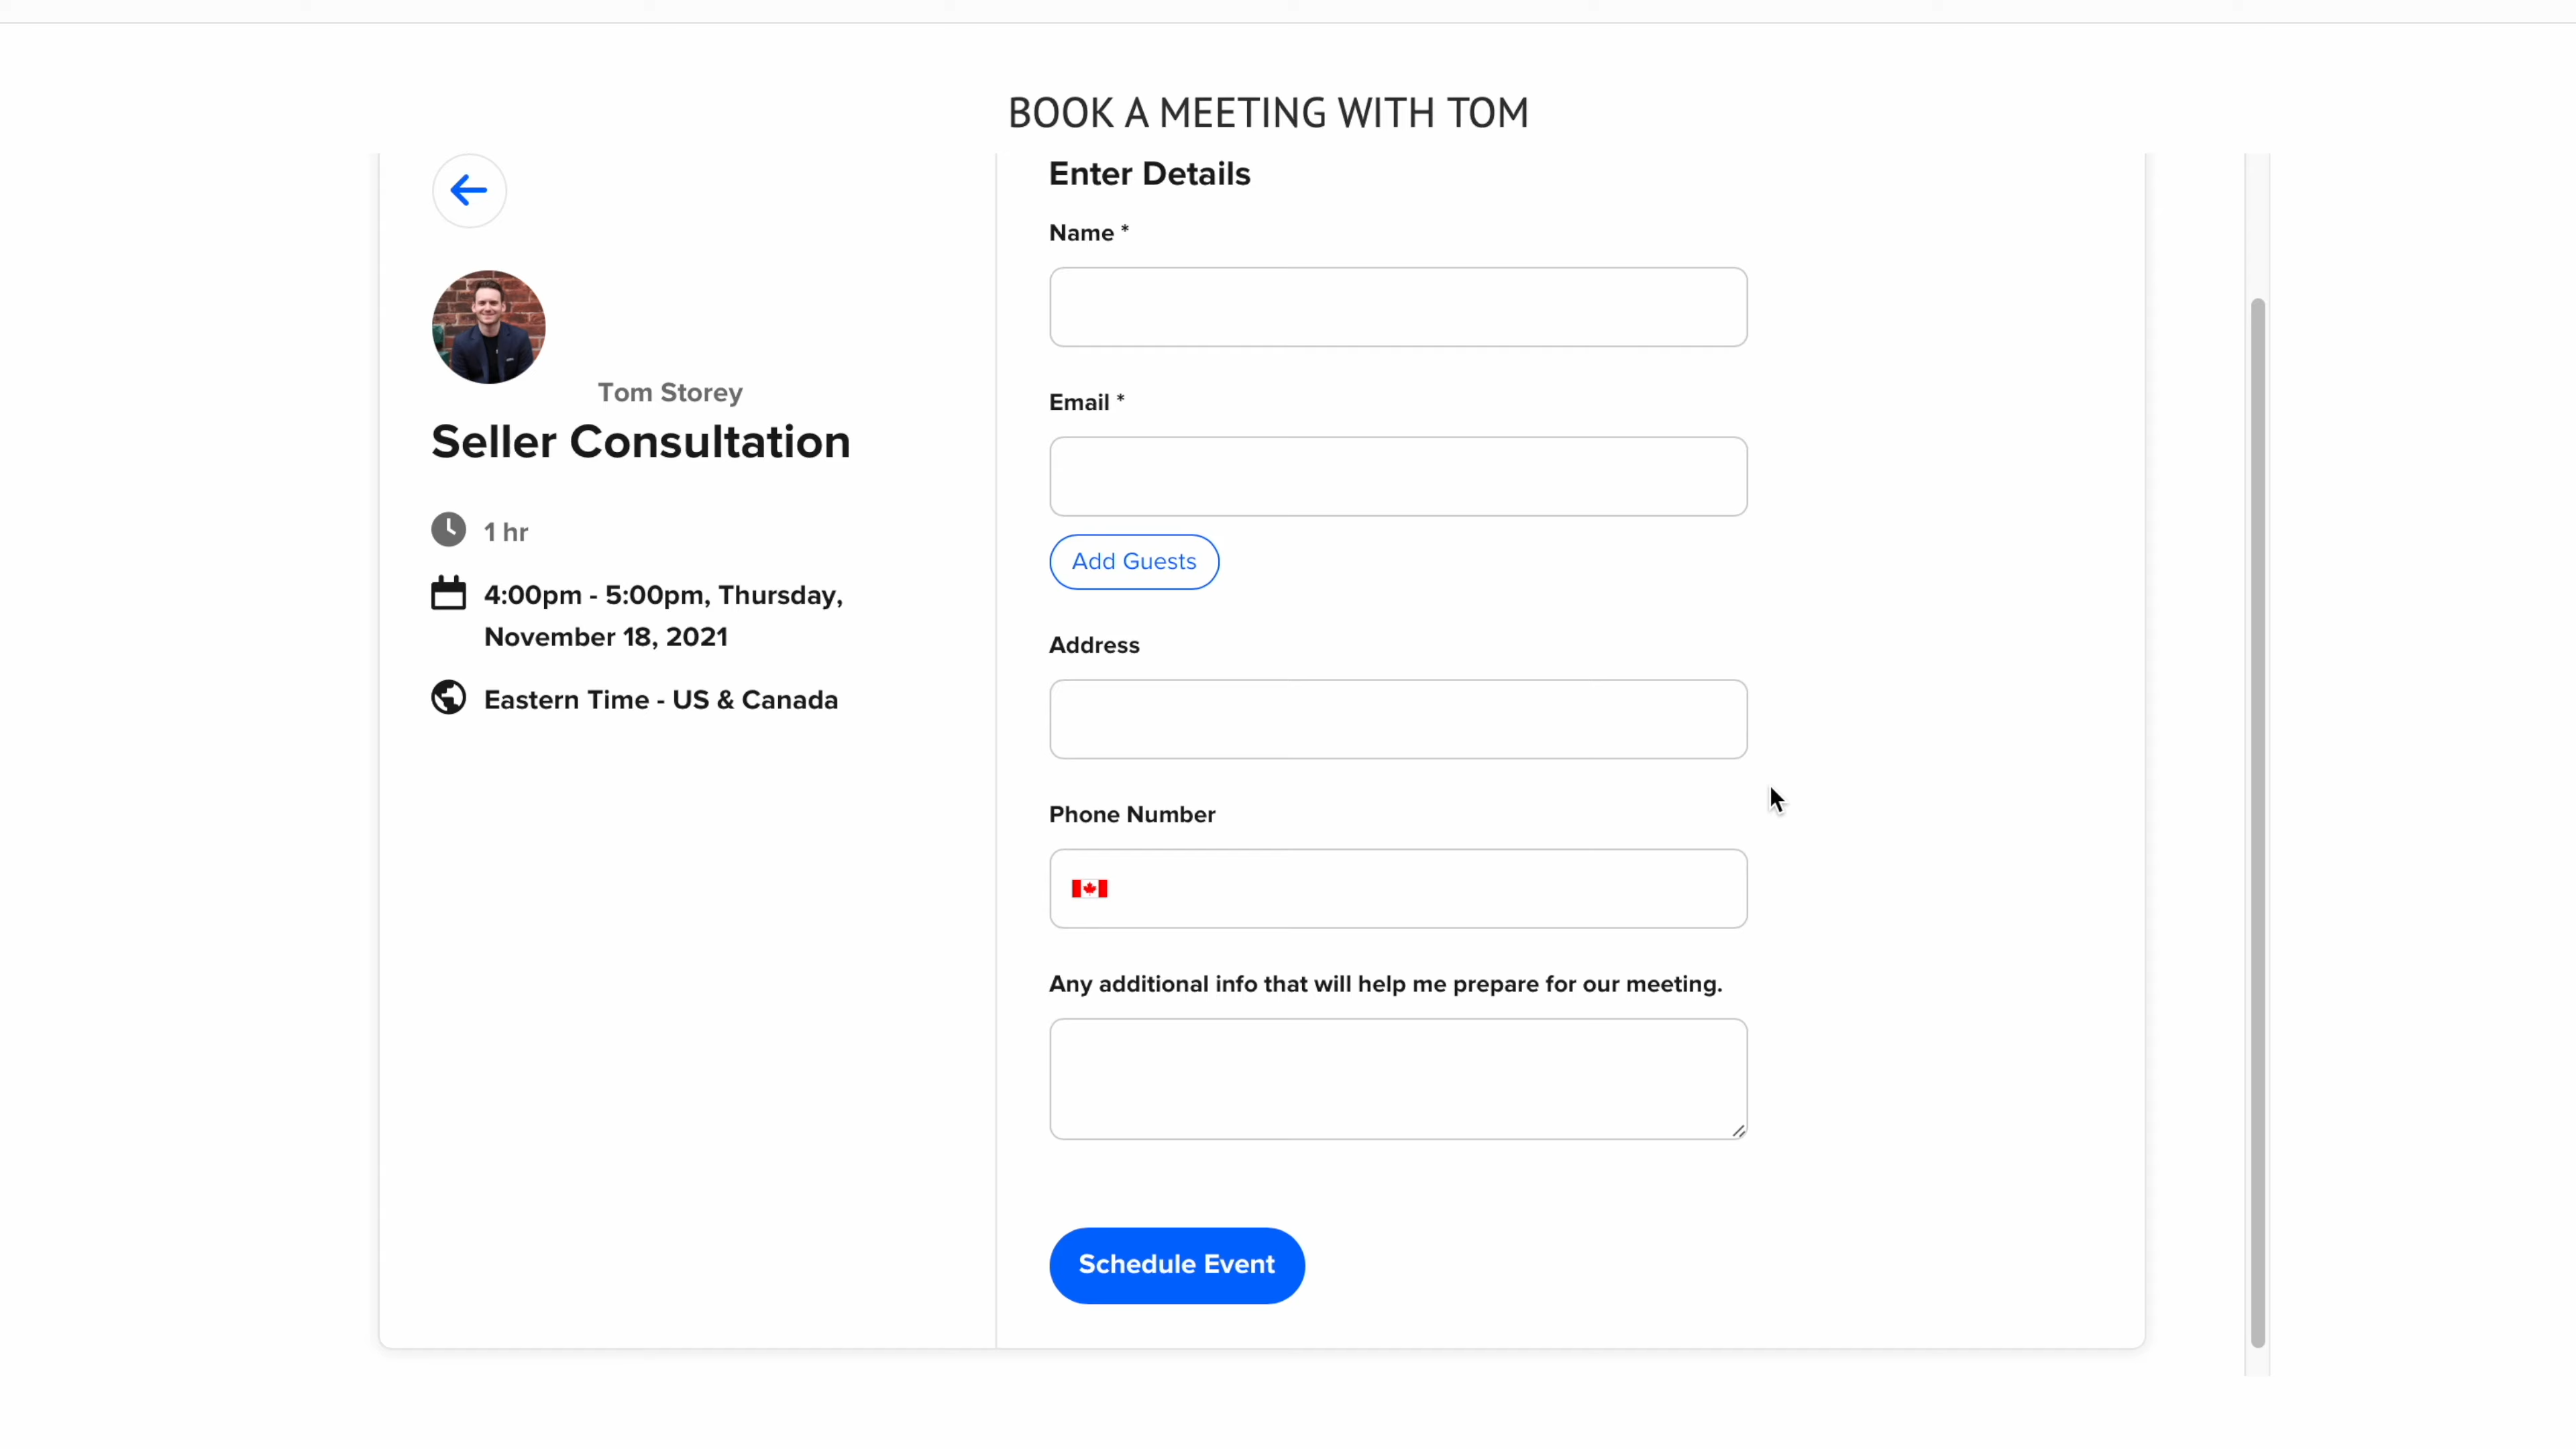 BOOK A MEETING WITH TOM
Tom Storey
Seller Consultation
1 hr
4:00pm - 5:00pm, Thursday,
November 18, 2021
Eastern Time - US & Canada
Enter Details
Name *
Email *
Add Guests
Address
Phone Number
Any additional info that will help me prepare for our meeting.
Schedule Event